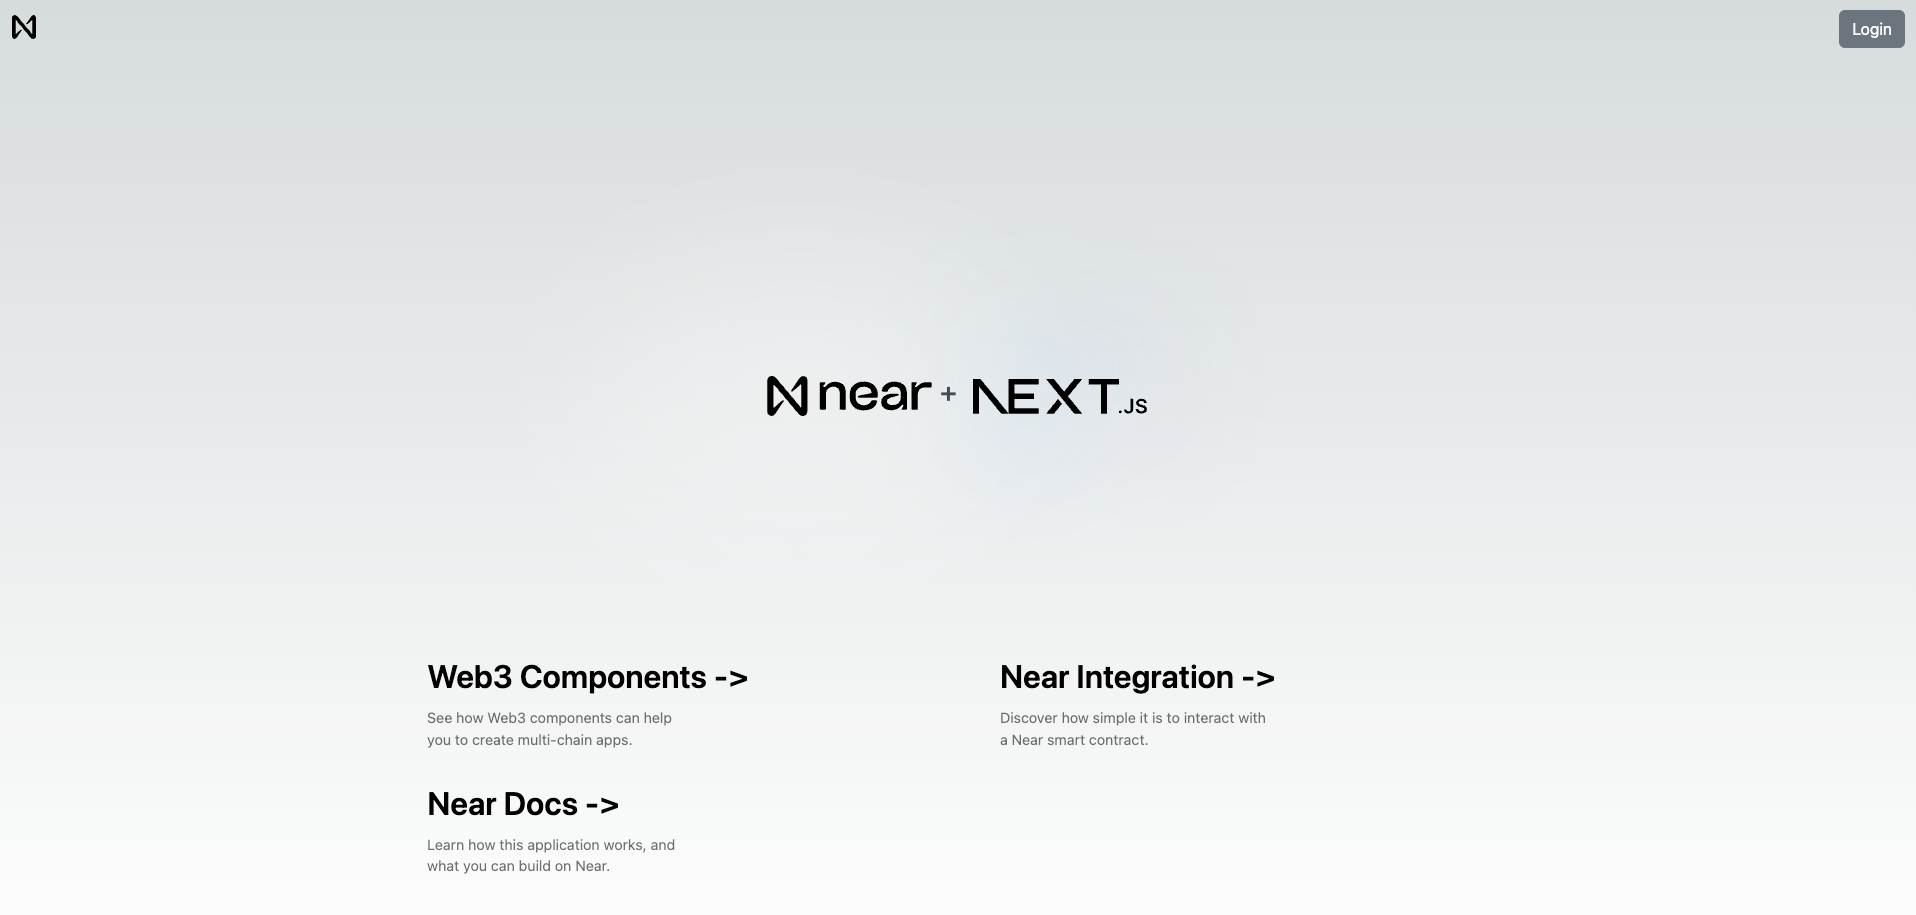 Login
near + NEXT.JS
Web3 Components ->
See how Web3 components can help
you to create multi-chain apps.
Near Integration ->
Discover how simple it is to interact with
a Near smart contract.
Near Docs ->
Learn how this application works, and
what you can build on Near.